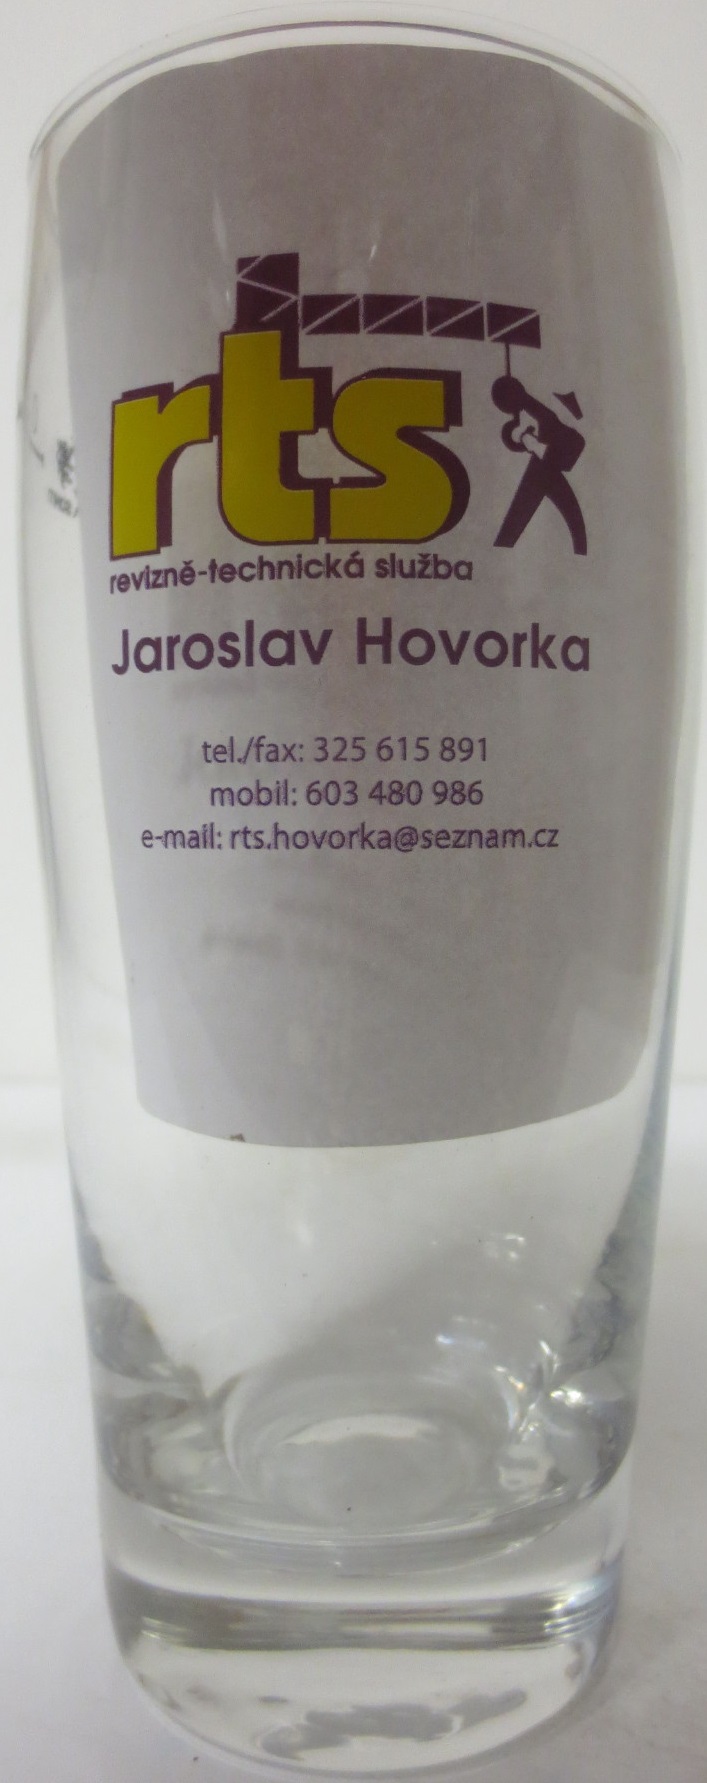 rts
revizně-technická služba
Jaroslav Hovorka
tel./fax: 325 615 891
mobil: 603 480 986
e-mail: rts.hovorka@seznam.cz